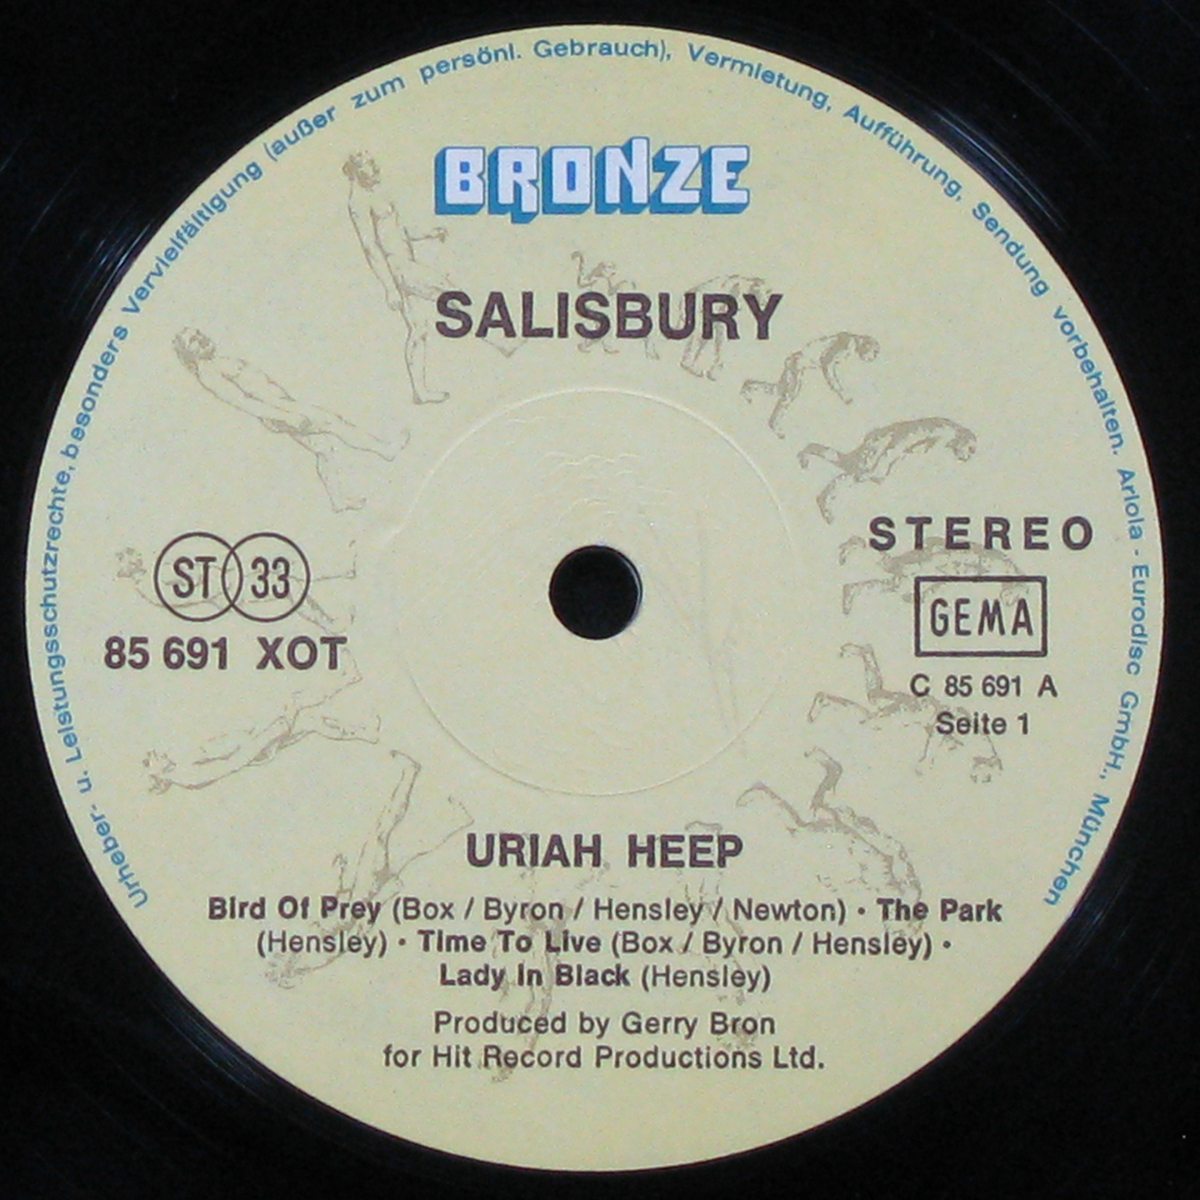 Urheber- u. Leistungsschutzrechte, besonders Vervielfältigung (außer zum persönl. Gebrauch), Vermietung, Aufführung, Sendung vorbehalten. Ariola - Eurodisc GmbH., München
BRONZE
SALISBURY
STEREO
ST 33
GEMA
85 691 XOT
C 85 691 A
Seite 1
URIAH HEEP
Bird Of Prey (Box / Byron / Hensley / Newton) · The Park
(Hensley) · Time To Live (Box / Byron / Hensley) ·
Lady In Black (Hensley)
Produced by Gerry Bron
for Hit Record Productions Ltd.